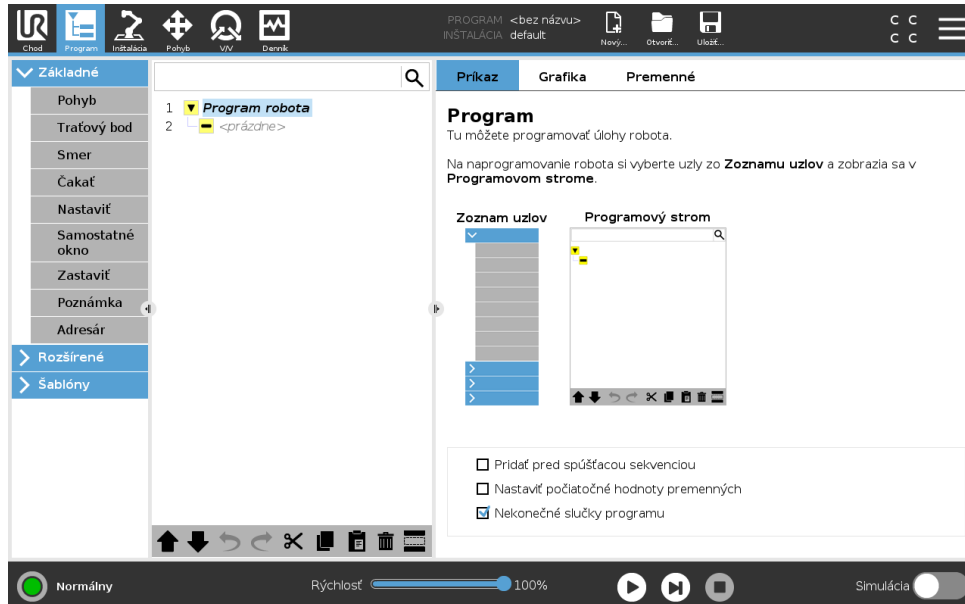 PROGRAM <bez názvu>
INŠTALÁCIA default
C C
C C
Chod
Program
Inštalácia
Pohyb
V/V
Denník
Nový...
Otvoriť...
Uložiť...
Základné
Pohyb
Traťový bod
Smer
Čakať
Nastaviť
Samostatné
okno
Zastaviť
Poznámka
Adresár
Rozšírené
Šablóny
1 Program robota
2 <prázdne>
Príkaz Grafika Premenné
Program
Tu môžete programovať úlohy robota.
Na naprogramovanie robota si vyberte uzly zo Zoznamu uzlov a zobrazia sa v
Programovom strome.
Zoznam uzlov Programový strom
Pridať pred spúšťacou sekvenciou
Nastaviť počiatočné hodnoty premenných
Nekonečné slučky programu
Normálny
Rýchlosť 100%
Simulácia